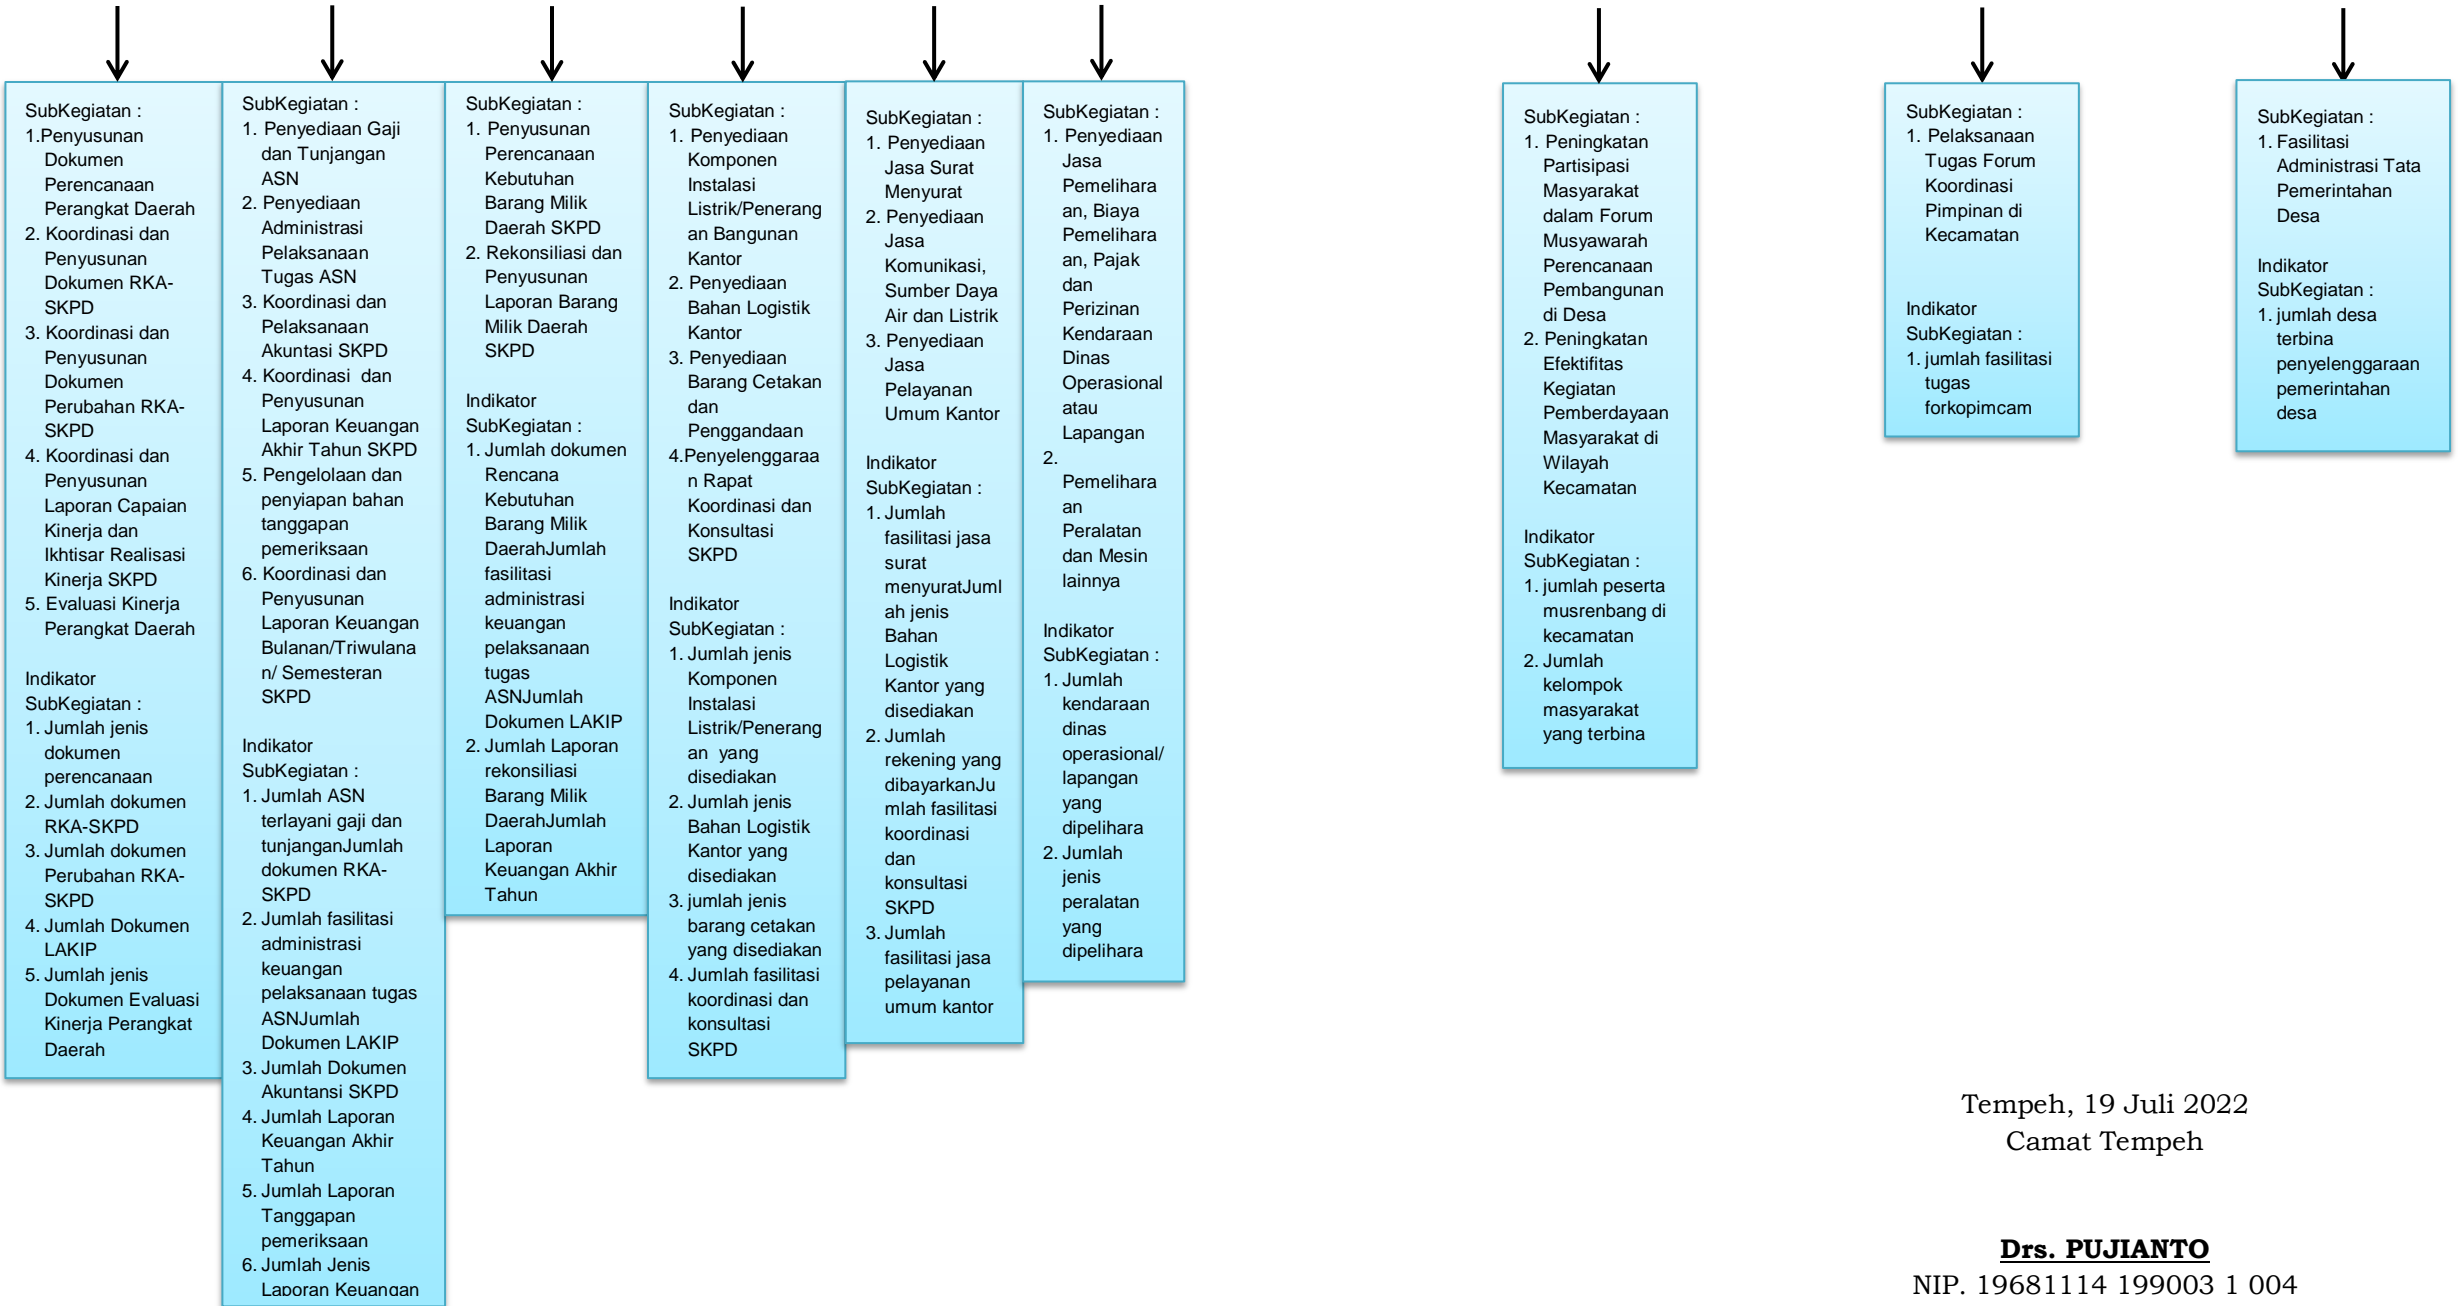 SubKegiatan :
1.Penyusunan
Dokumen
Perencanaan
Perangkat Daerah
2. Koordinasi dan
Penyusunan
Dokumen RKA-
SKPD
3. Koordinasi dan
Penyusunan
Dokumen
Perubahan RKA-
SKPD
4. Koordinasi dan
Penyusunan
Laporan Capaian
Kinerja dan
Ikhtisar Realisasi
Kinerja SKPD
5. Evaluasi Kinerja
Perangkat Daerah
Indikator
SubKegiatan :
1. Jumlah jenis
dokumen
perencanaan
2. Jumlah dokumen
RKA-SKPD
3. Jumlah dokumen
Perubahan RKA-
SKPD
4. Jumlah Dokumen
LAKIP
5. Jumlah jenis
Dokumen Evaluasi
Kinerja Perangkat
Daerah
SubKegiatan :
1. Penyediaan Gaji
dan Tunjangan
ASN
2. Penyediaan
Administrasi
Pelaksanaan
Tugas ASN
3. Koordinasi dan
Pelaksanaan
Akuntasi SKPD
4. Koordinasi dan
Penyusunan
Laporan Keuangan
Akhir Tahun SKPD
5. Pengelolaan dan
penyiapan bahan
tanggapan
pemeriksaan
6. Koordinasi dan
Penyusunan
Laporan Keuangan
Bulanan/Triwulana
n/ Semesteran
SKPD
Indikator
SubKegiatan :
1. Jumlah ASN
terlayani gaji dan
tunjanganJumlah
dokumen RKA-
SKPD
2. Jumlah fasilitasi
administrasi
keuangan
pelaksanaan tugas
ASNJumlah
Dokumen LAKIP
3. Jumlah Dokumen
Akuntansi SKPD
4. Jumlah Laporan
Keuangan Akhir
Tahun
5. Jumlah Laporan
Tanggapan
pemeriksaan
6. Jumlah Jenis
Laporan Keuangan
SubKegiatan :
1. Penyusunan
Perencanaan
Kebutuhan
Barang Milik
Daerah SKPD
2. Rekonsiliasi dan
Penyusunan
Laporan Barang
Milik Daerah
SKPD
Indikator
SubKegiatan :
1. Jumlah dokumen
Rencana
Kebutuhan
Barang Milik
DaerahJumlah
fasilitasi
administrasi
keuangan
pelaksanaan
tugas
ASNJumlah
Dokumen LAKIP
2. Jumlah Laporan
rekonsiliasi
Barang Milik
DaerahJumlah
Laporan
Keuangan Akhir
Tahun
SubKegiatan :
1. Penyediaan
Komponen
Instalasi
Listrik/Penerang
an Bangunan
Kantor
2. Penyediaan
Bahan Logistik
Kantor
3. Penyediaan
Barang Cetakan
dan
Penggandaan
4.Penyelenggaraa
n Rapat
Koordinasi dan
Konsultasi
SKPD
Indikator
SubKegiatan :
1. Jumlah jenis
Komponen
Instalasi
Listrik/Penerang
an yang
disediakan
2. Jumlah jenis
Bahan Logistik
Kantor yang
disediakan
3. jumlah jenis
barang cetakan
yang disediakan
4. Jumlah fasilitasi
koordinasi dan
konsultasi
SKPD
SubKegiatan :
1. Penyediaan
Jasa Surat
Menyurat
2. Penyediaan
Jasa
Komunikasi,
Sumber Daya
Air dan Listrik
3. Penyediaan
Jasa
Pelayanan
Umum Kantor
Indikator
SubKegiatan :
1. Jumlah
fasilitasi jasa
surat
menyuratJuml
ah jenis
Bahan
Logistik
Kantor yang
disediakan
2. Jumlah
rekening yang
dibayarkanJu
mlah fasilitasi
koordinasi
dan
konsultasi
SKPD
3. Jumlah
fasilitasi jasa
pelayanan
umum kantor
SubKegiatan :
1. Penyediaan
Jasa
Pemelihara
an, Biaya
Pemelihara
an, Pajak
dan
Perizinan
Kendaraan
Dinas
Operasional
atau
Lapangan
2.
Pemelihara
an
Peralatan
dan Mesin
lainnya
Indikator
SubKegiatan :
1. Jumlah
kendaraan
dinas
operasional/
lapangan
yang
dipelihara
2. Jumlah
jenis
peralatan
yang
dipelihara
SubKegiatan :
1. Peningkatan
Partisipasi
Masyarakat
dalam Forum
Musyawarah
Perencanaan
Pembangunan
di Desa
2. Peningkatan
Efektifitas
Kegiatan
Pemberdayaan
Masyarakat di
Wilayah
Kecamatan
Indikator
SubKegiatan :
1. jumlah peserta
musrenbang di
kecamatan
2. Jumlah
kelompok
masyarakat
yang terbina
SubKegiatan :
1. Pelaksanaan
Tugas Forum
Koordinasi
Pimpinan di
Kecamatan
Indikator
SubKegiatan :
1. jumlah fasilitasi
tugas
forkopimcam
SubKegiatan :
1. Fasilitasi
Administrasi Tata
Pemerintahan
Desa
Indikator
SubKegiatan :
1. jumlah desa
terbina
penyelenggaraan
pemerintahan
desa
Tempeh, 19 Juli 2022
Camat Tempeh
Drs. PUJIANTO
NIP. 19681114 199003 1 004